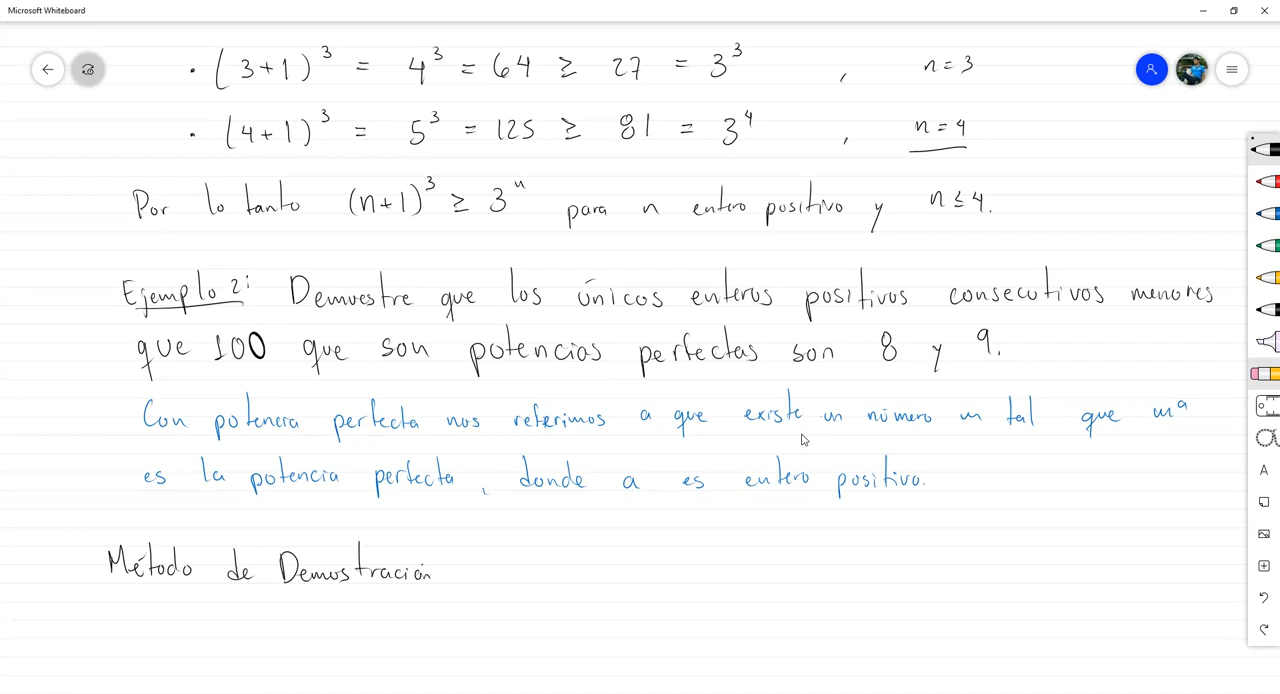 Microsoft Whiteboard
· (3+1)³ = 4³ = 64 ≥ 27 = 3³ , n = 3
· (4+1)³ = 5³ = 125 ≥ 81 = 3⁴ , n = 4
Por lo tanto (n+1)³ ≥ 3ⁿ para n entero positivo y n ≤ 4.
Ejemplo 2: Demuestre que los únicos enteros positivos consecutivos menores
que 100 que son potencias perfectas son 8 y 9.
Con potencia perfecta nos referimos a que existe un número m tal que mᵃ
es la potencia perfecta, donde a es entero positivo.
Método de Demostración
A